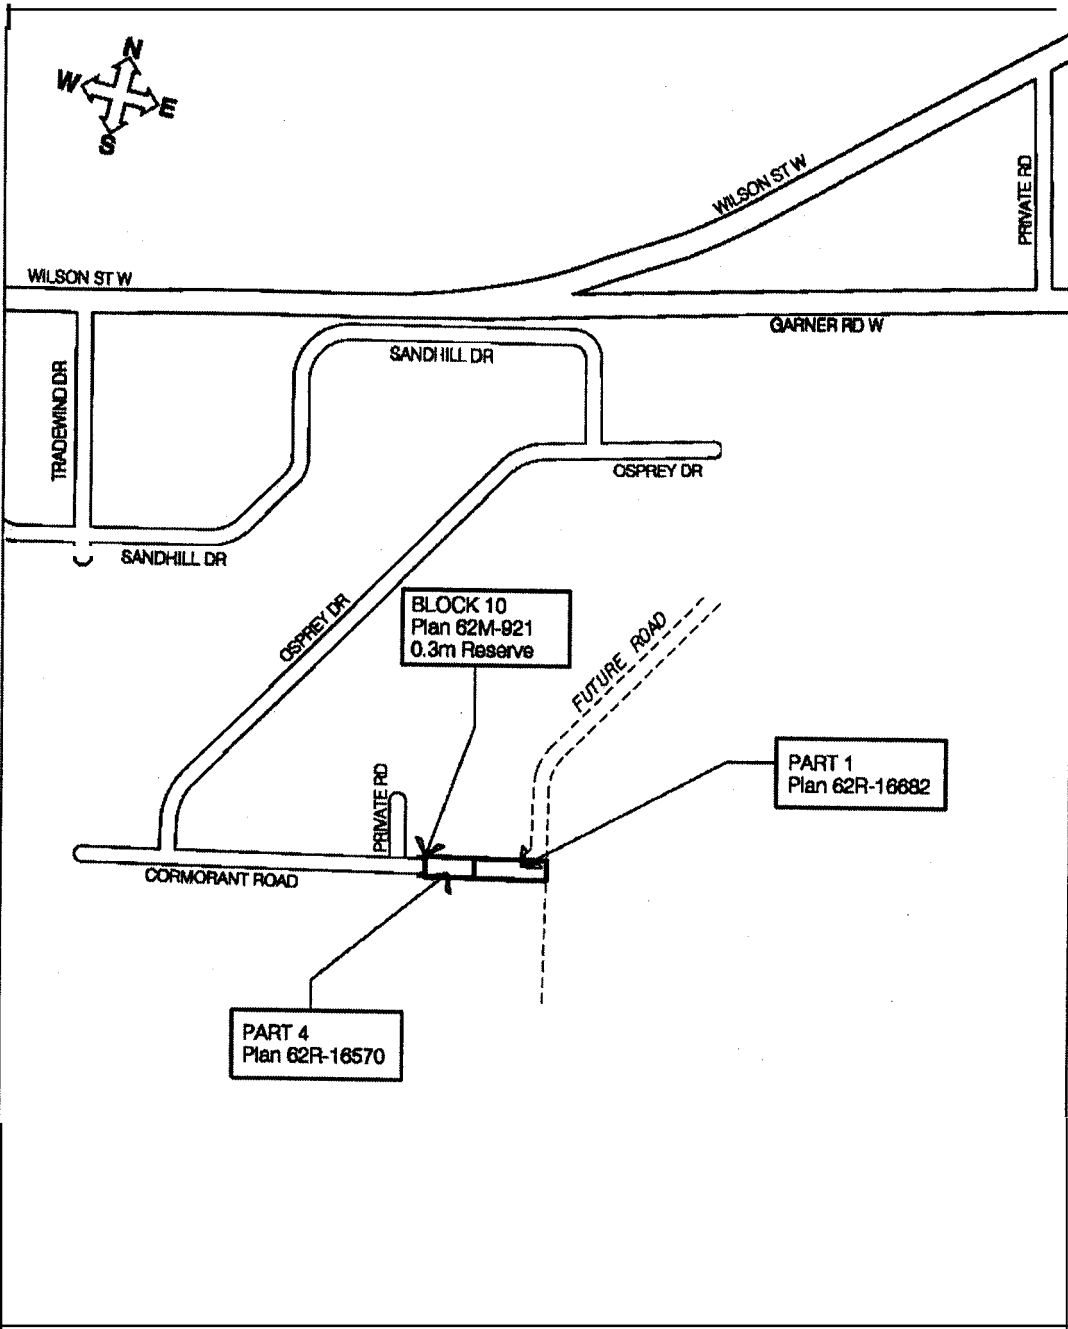 N
W
E
S
WILSON ST W
PRIVATE RD
WILSON ST W
GARNER RD W
SANDHILL DR
TRADEWIND DR
OSPREY DR
SANDHILL DR
OSPREY DR
BLOCK 10
Plan 62M-921
0.3m Reserve
FUTURE ROAD
PART 1
Plan 62R-16682
PRIVATE RD
CORMORANT ROAD
PART 4
Plan 62R-16570